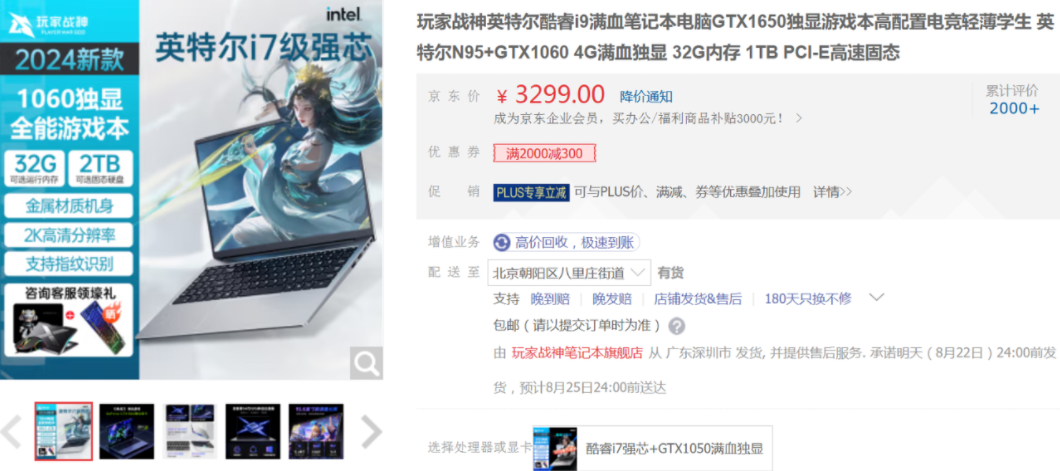 玩家战神
PLAYER WAR GOD
2024新款
1060独显
全能游戏本
32G
可选运行内存
2TB
可选固态硬盘
金属材质机身
2K高清分辨率
支持指纹识别
咨询客服领壕礼
intel.
英特尔i7级强芯
玩家战神英特尔酷睿i9满血笔记本电脑GTX1650独显游戏本高配置电竞轻薄学生 英
特尔N95+GTX1060 4G满血独显 32G内存 1TB PCI-E高速固态
京东价 ¥ 3299.00 降价通知
累计评价
2000+
成为京东企业会员，买办公/福利商品补贴3000元！ >
优惠券 满2000减300
促销 PLUS专享立减 可与PLUS价、满减、券等优惠叠加使用 详情>>
增值业务 高价回收，极速到账
配送至 北京朝阳区八里庄街道 有货
支持 晚到赔 晚发赔 店铺发货&售后 180天只换不修
包邮（请以提交订单时为准） ?
由 玩家战神笔记本旗舰店 从 广东深圳市 发货, 并提供售后服务. 承诺明天（8月22日）24:00前发
货，预计8月25日24:00前送达
选择处理器或显卡 酷睿i7强芯+GTX1050满血独显